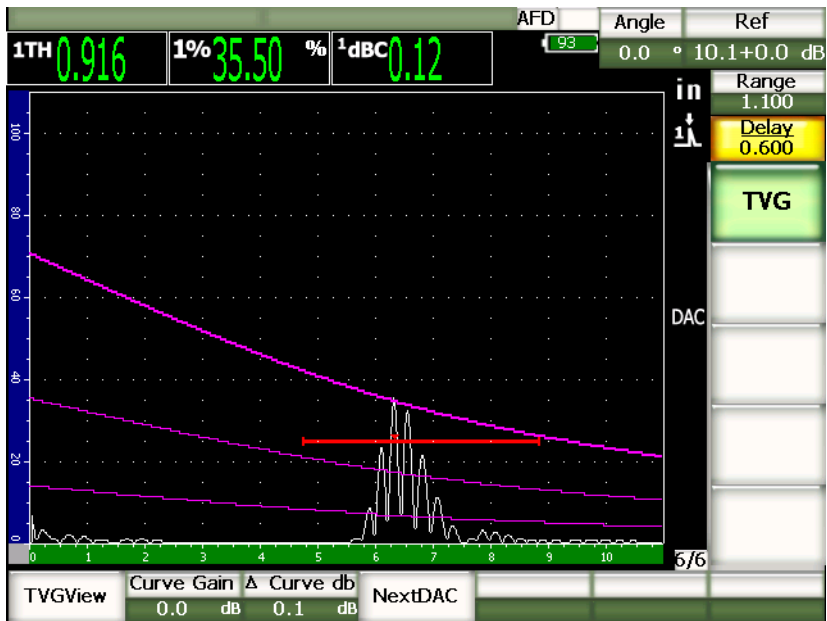 AFD
Angle
Ref
1TH 0.916
1% 35.50 %
1dBC 0.12
93
0.0 °
10.1+0.0 dB
in
Range
1.100
1
Delay
0.600
TVG
DAC
100
80
60
40
20
0
0 1 2 3 4 5 6 7 8 9 10
6/6
TVGView
Curve Gain
0.0 dB
Δ Curve db
0.1 dB
NextDAC